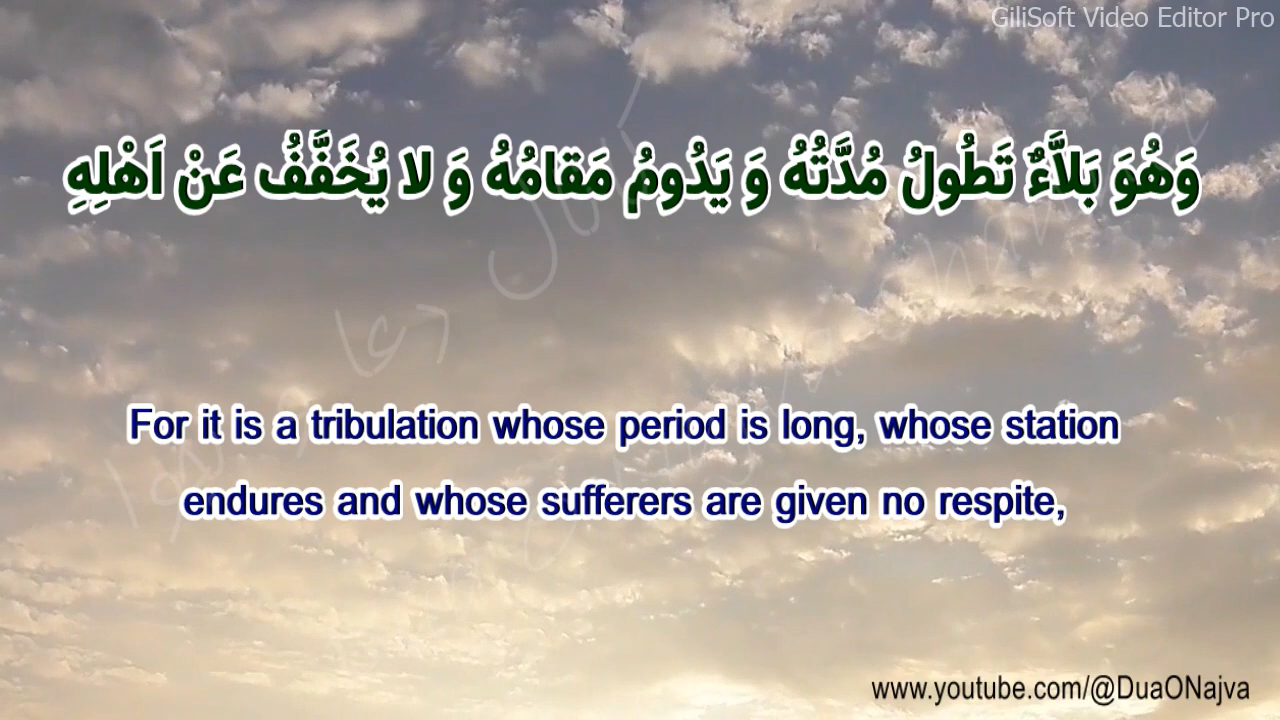 GiliSoft Video Editor Pro
وَهُوَ بَلاَّءٌ تَطُولُ مُدَّتُهُ وَ يَدُومُ مَقامُهُ وَ لا يُخَفَّفُ عَنْ اَهْلِهِ
For it is a tribulation whose period is long, whose station
endures and whose sufferers are given no respite,
www.youtube.com/@DuaONajva